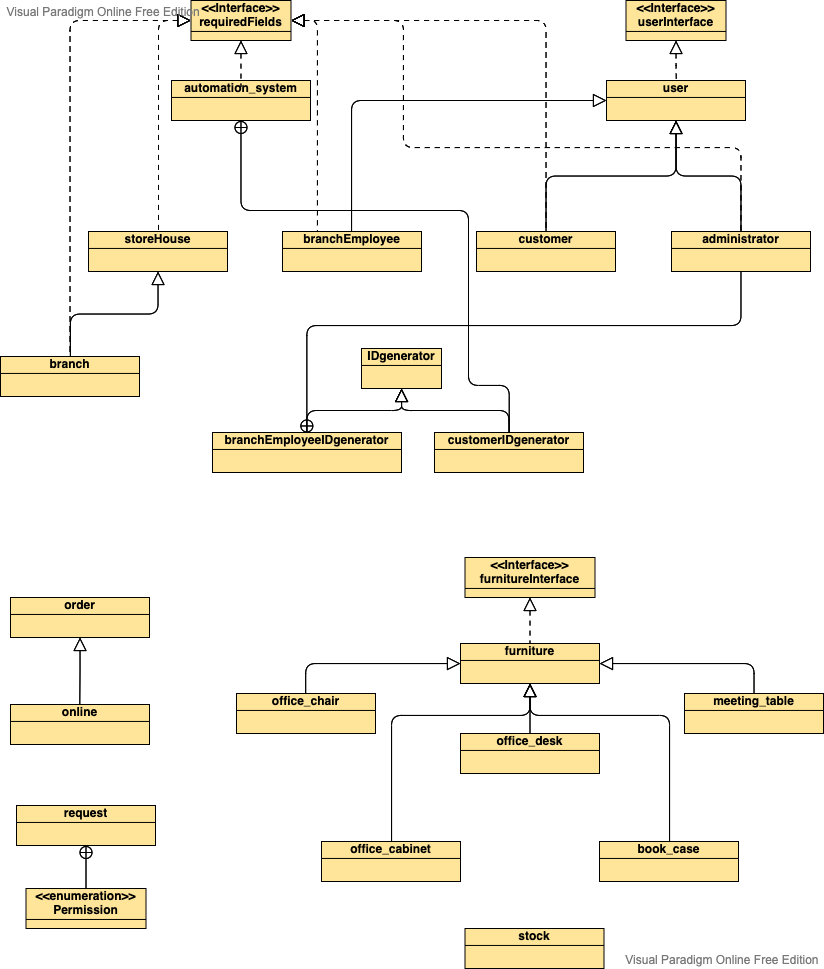 Visual Paradigm Online Free Edition
<<Interface>>
requiredFields
<<Interface>>
userInterface
automation_system
user
storeHouse
branchEmployee
customer
administrator
IDgenerator
branch
branchEmployeeIDgenerator
customerIDgenerator
<<Interface>>
furnitureInterface
order
furniture
office_chair
meeting_table
online
office_desk
request
office_cabinet
book_case
<<enumeration>>
Permission
stock
Visual Paradigm Online Free Edition